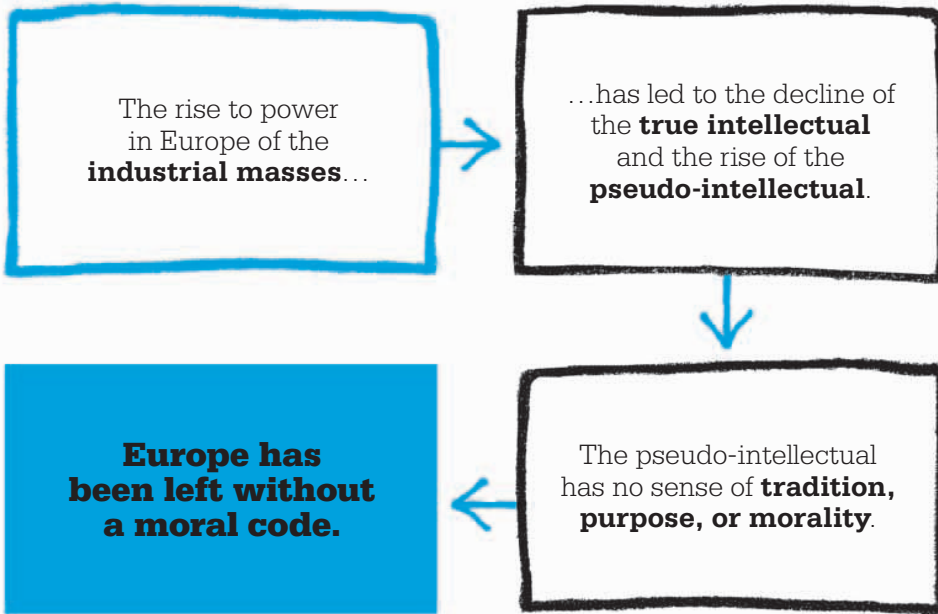 The rise to power
in Europe of the
industrial masses…
…has led to the decline of
the true intellectual
and the rise of the
pseudo-intellectual.
The pseudo-intellectual
has no sense of tradition,
purpose, or morality.
Europe has
been left without
a moral code.